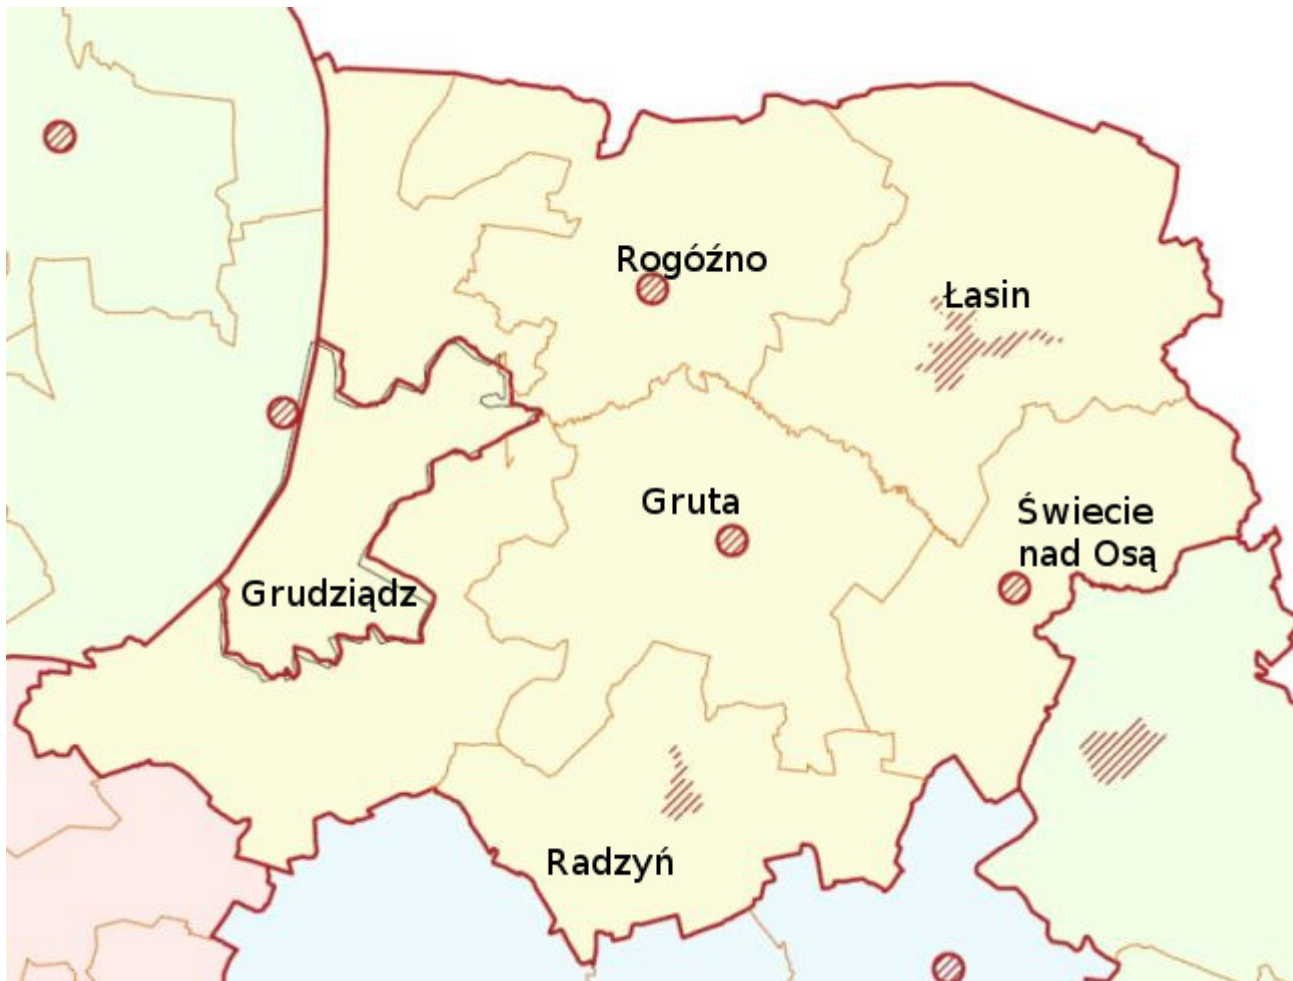 Rogóźno
Łasin
Gruta
Świecie
nad Osą
Grudziądz
Radzyń